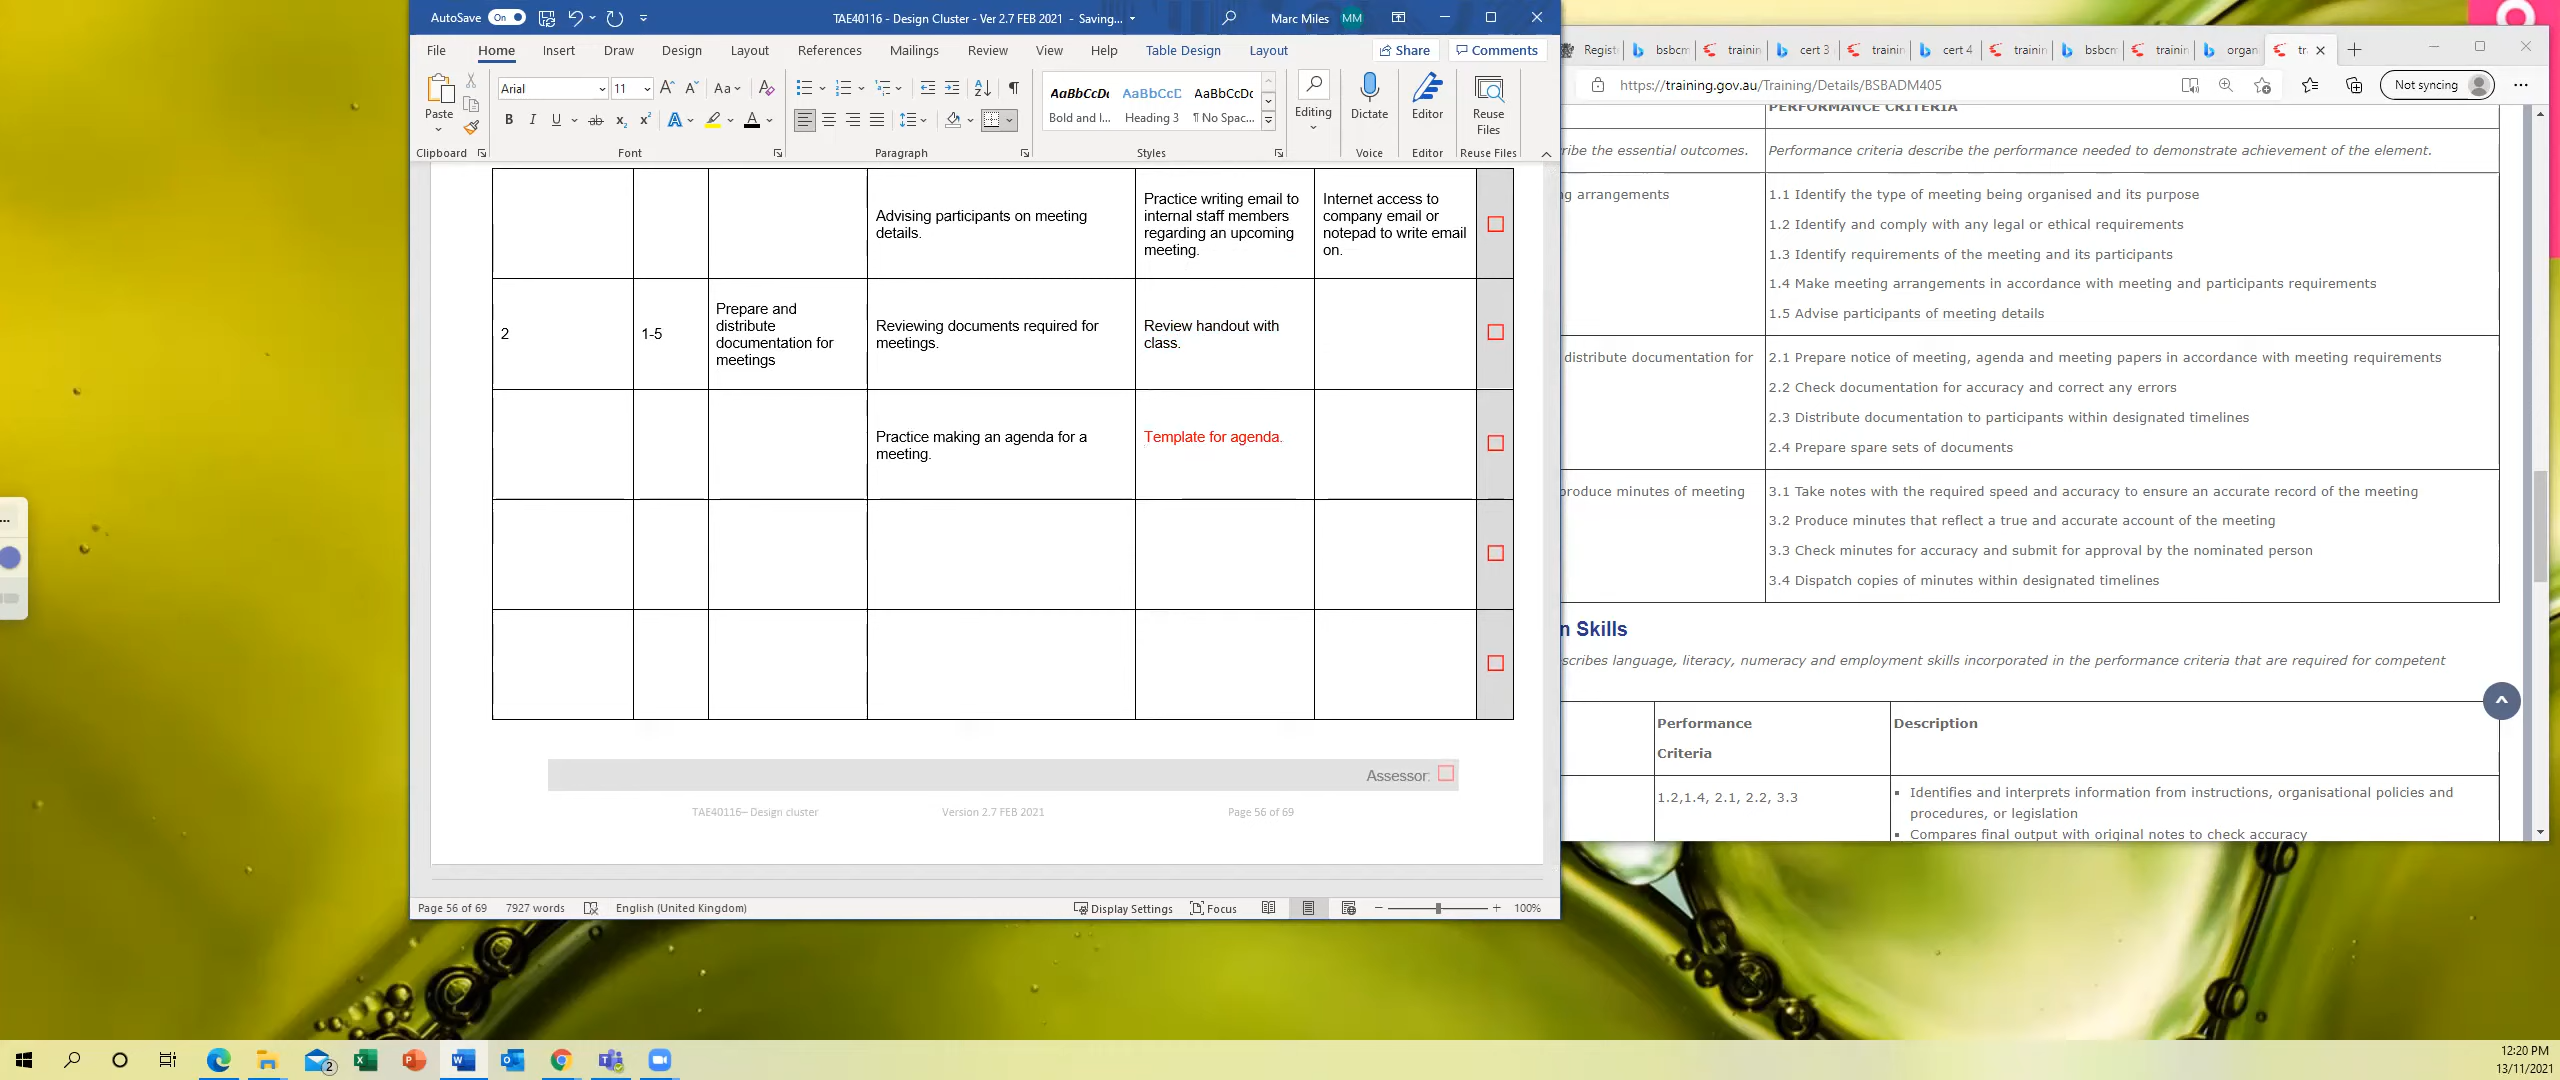 AutoSave On
TAE40116 - Design Cluster - Ver 2.7 FEB 2021 - Saving...
Marc Miles MM
File Home Insert Draw Design Layout References Mailings Review View Help Table Design Layout
Share Comments
Paste
Clipboard
Arial 11
Font
Paragraph
AaBbCcDc AaBbCcD AaBbCcDc
Bold and I... Heading 3 ¶ No Spac...
Styles
Editing
Dictate
Voice
Editor
Editor
Reuse
Files
Reuse Files
Advising participants on meeting
details.
Practice writing email to
internal staff members
regarding an upcoming
meeting.
Internet access to
company email or
notepad to write email
on.
2
1-5
Prepare and
distribute
documentation for
meetings
Reviewing documents required for
meetings.
Review handout with
class.
Practice making an agenda for a
meeting.
Template for agenda.
Assessor:
TAE40116– Design cluster Version 2.7 FEB 2021 Page 56 of 69
Page 56 of 69 7927 words English (United Kingdom)
Display Settings Focus 100%
Regist bsbcm trainin cert 3 trainin cert 4 trainin bsbcm trainin organ tr
https://training.gov.au/Training/Details/BSBADM405
Not syncing
PERFORMANCE CRITERIA
ribe the essential outcomes.
Performance criteria describe the performance needed to demonstrate achievement of the element.
ng arrangements
1.1 Identify the type of meeting being organised and its purpose
1.2 Identify and comply with any legal or ethical requirements
1.3 Identify requirements of the meeting and its participants
1.4 Make meeting arrangements in accordance with meeting and participants requirements
1.5 Advise participants of meeting details
distribute documentation for
2.1 Prepare notice of meeting, agenda and meeting papers in accordance with meeting requirements
2.2 Check documentation for accuracy and correct any errors
2.3 Distribute documentation to participants within designated timelines
2.4 Prepare spare sets of documents
produce minutes of meeting
3.1 Take notes with the required speed and accuracy to ensure an accurate record of the meeting
3.2 Produce minutes that reflect a true and accurate account of the meeting
3.3 Check minutes for accuracy and submit for approval by the nominated person
3.4 Dispatch copies of minutes within designated timelines
n Skills
scribes language, literacy, numeracy and employment skills incorporated in the performance criteria that are required for competent
Performance
Criteria
Description
1.2,1.4, 2.1, 2.2, 3.3
▪ Identifies and interprets information from instructions, organisational policies and
procedures, or legislation
▪ Compares final output with original notes to check accuracy
2
12:20 PM
13/11/2021